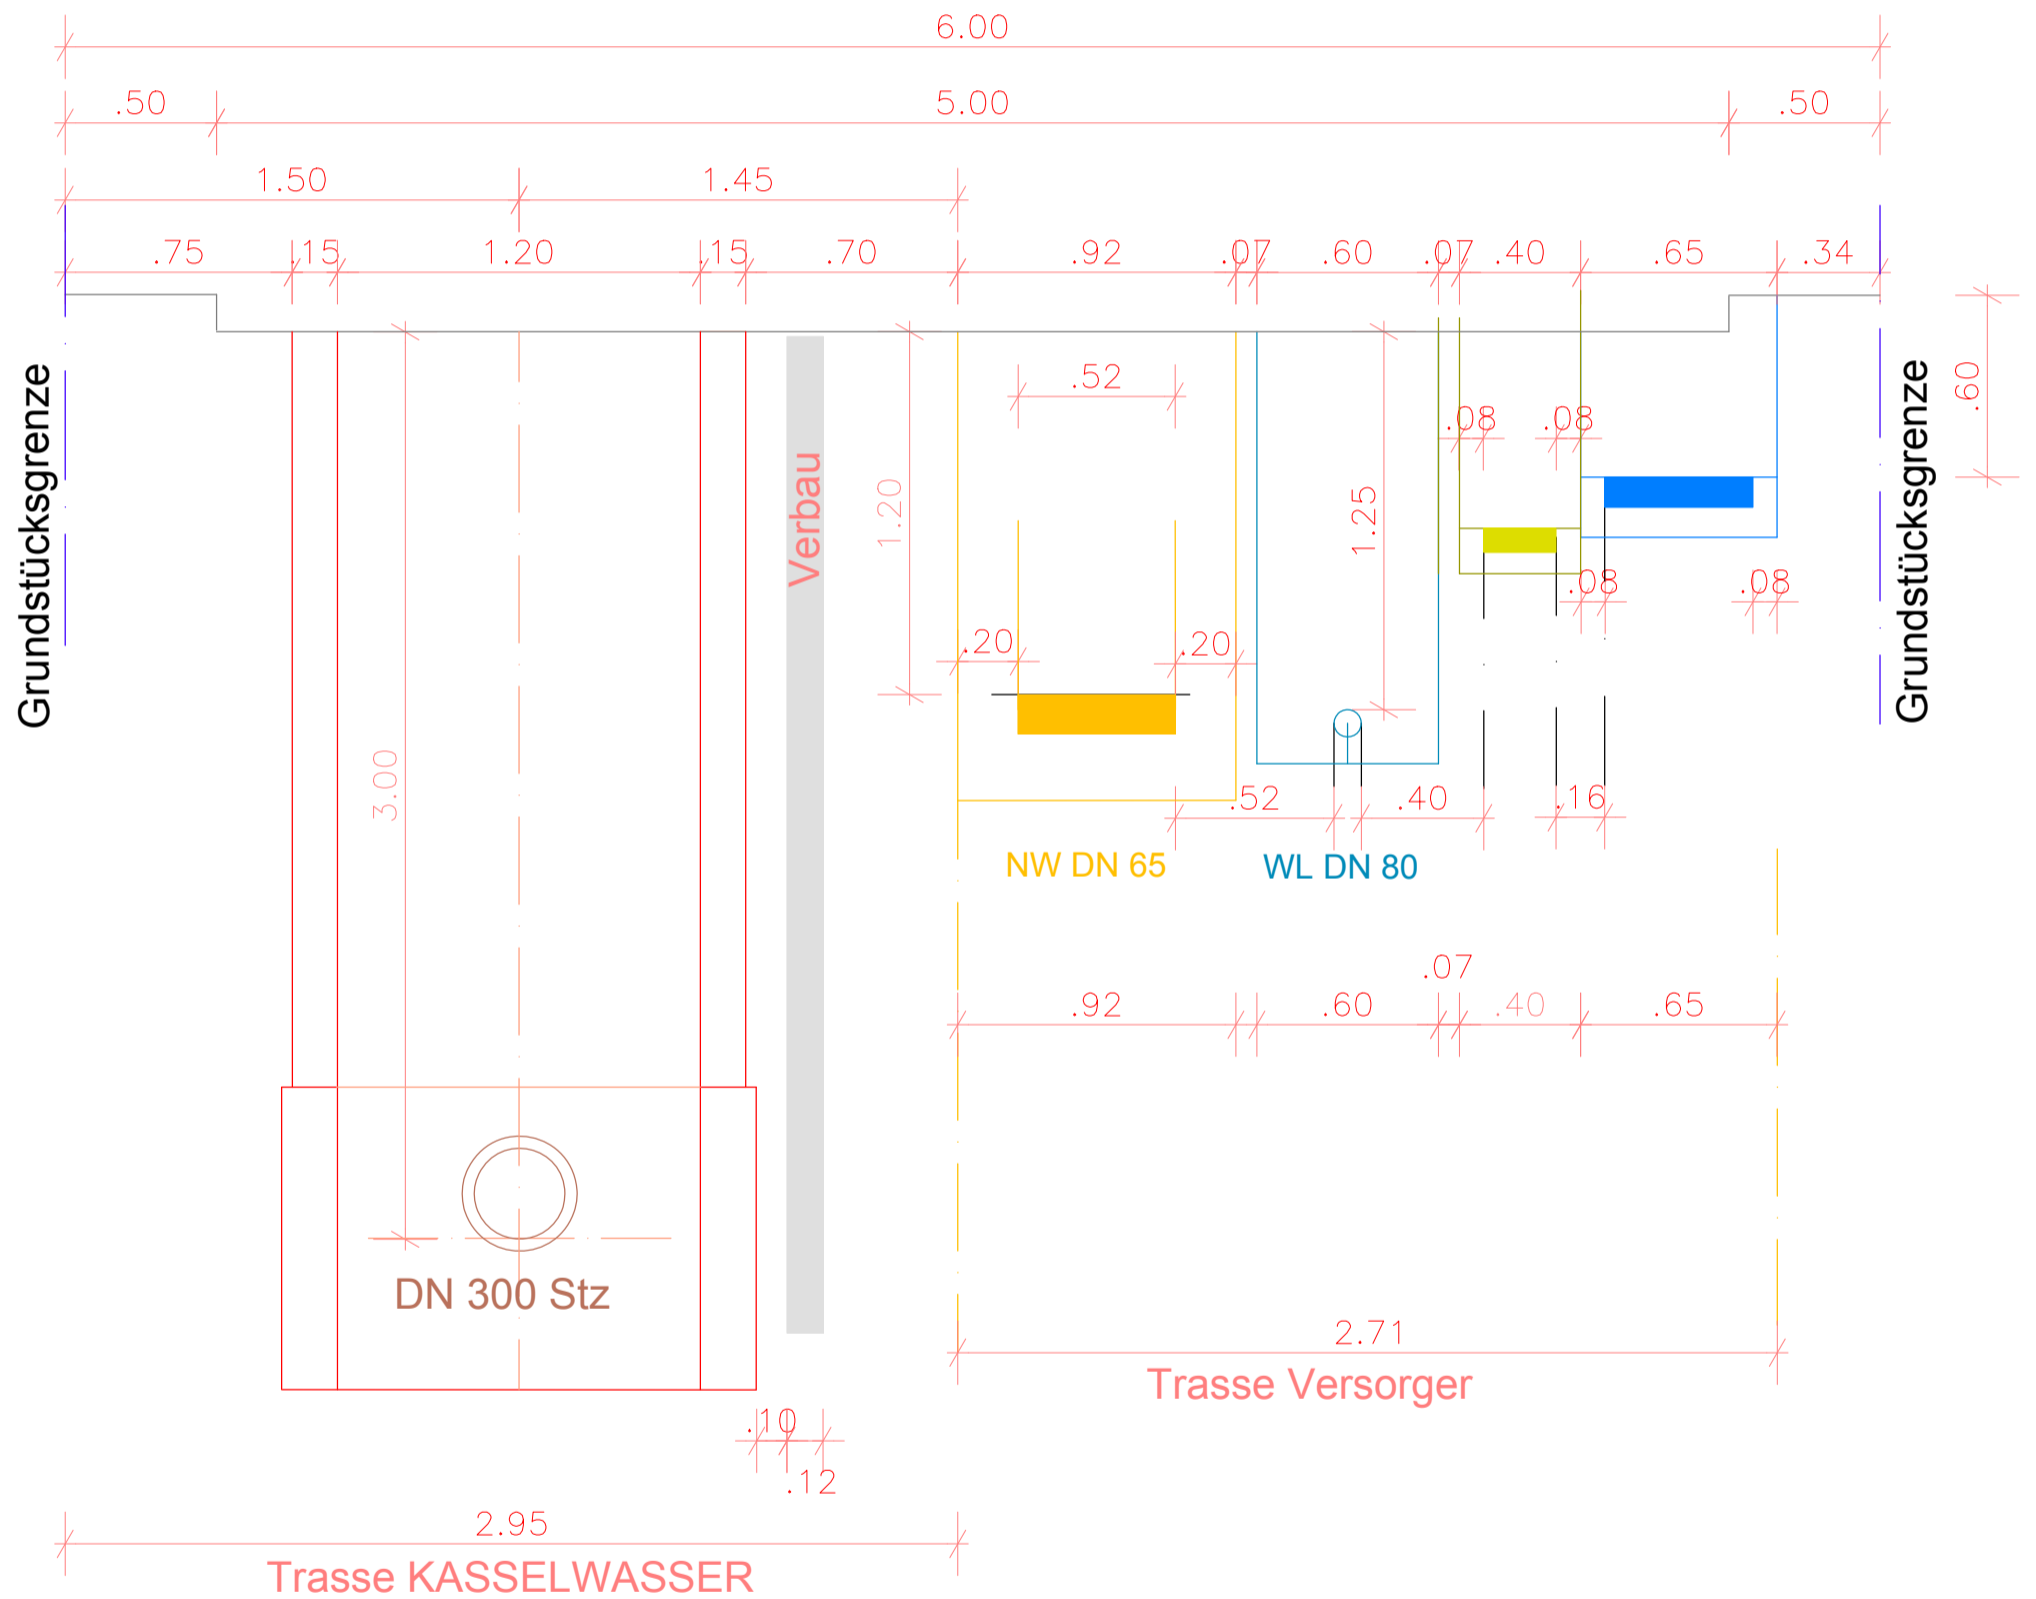 6.00
.50 5.00 .50
1.50 1.45
.75 .15 1.20 .15 .70 .92 .07 .60 .07 .40 .65 .34
Grundstücksgrenze
Grundstücksgrenze
.60
.52
.08 .08
Verbau
1.20
1.25
.08 .08
.20 .20
3.00
.52 .40 .16
NW DN 65
WL DN 80
.07
.92 .60 .40 .65
DN 300 Stz
2.71
Trasse Versorger
.10
.12
2.95
Trasse KASSELWASSER